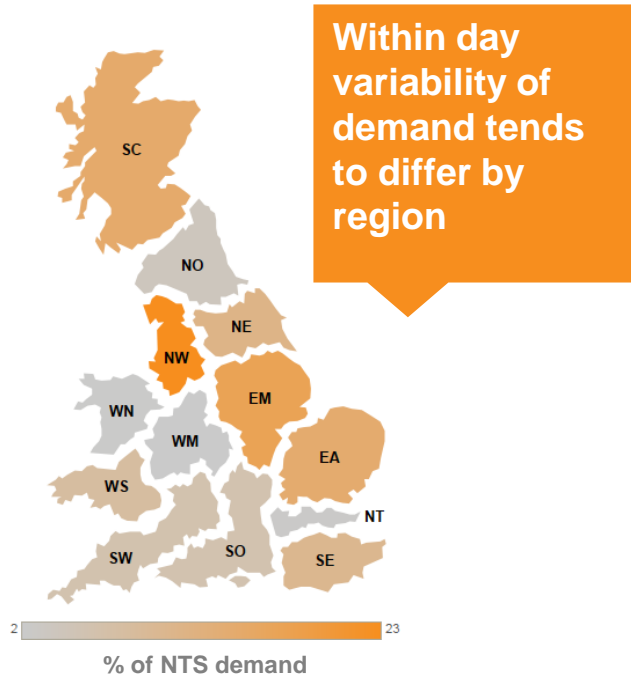 Within day
variability of
demand tends
to differ by
region
SC
NO
NE
NW
EM
WN
WM
EA
WS
NT
SW
SO
SE
2
23
% of NTS demand